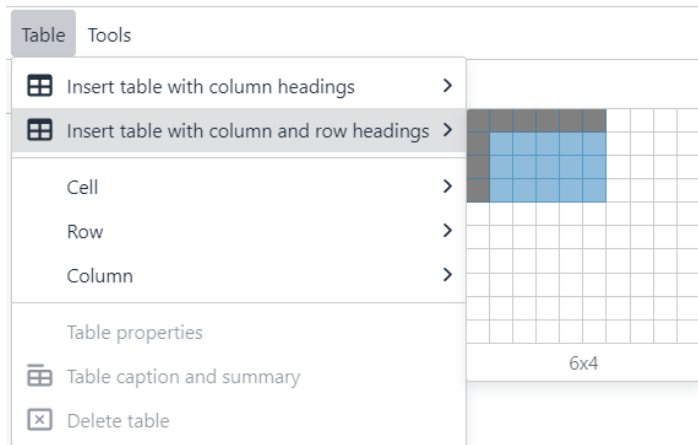 Table Tools
Insert table with column headings
Insert table with column and row headings
Cell
Row
Column
Table properties
6x4
Table caption and summary
Delete table